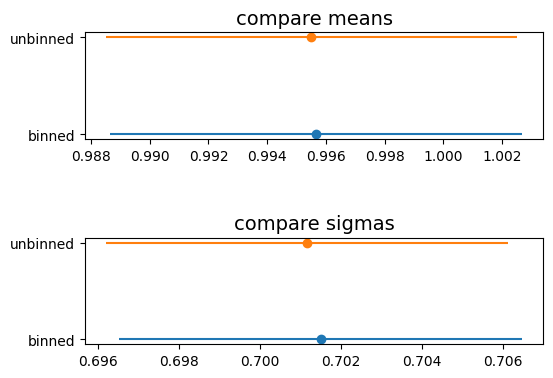 compare means
unbinned
binned
0.988 0.990 0.992 0.994 0.996 0.998 1.000 1.002
compare sigmas
unbinned
binned
0.696 0.698 0.700 0.702 0.704 0.706